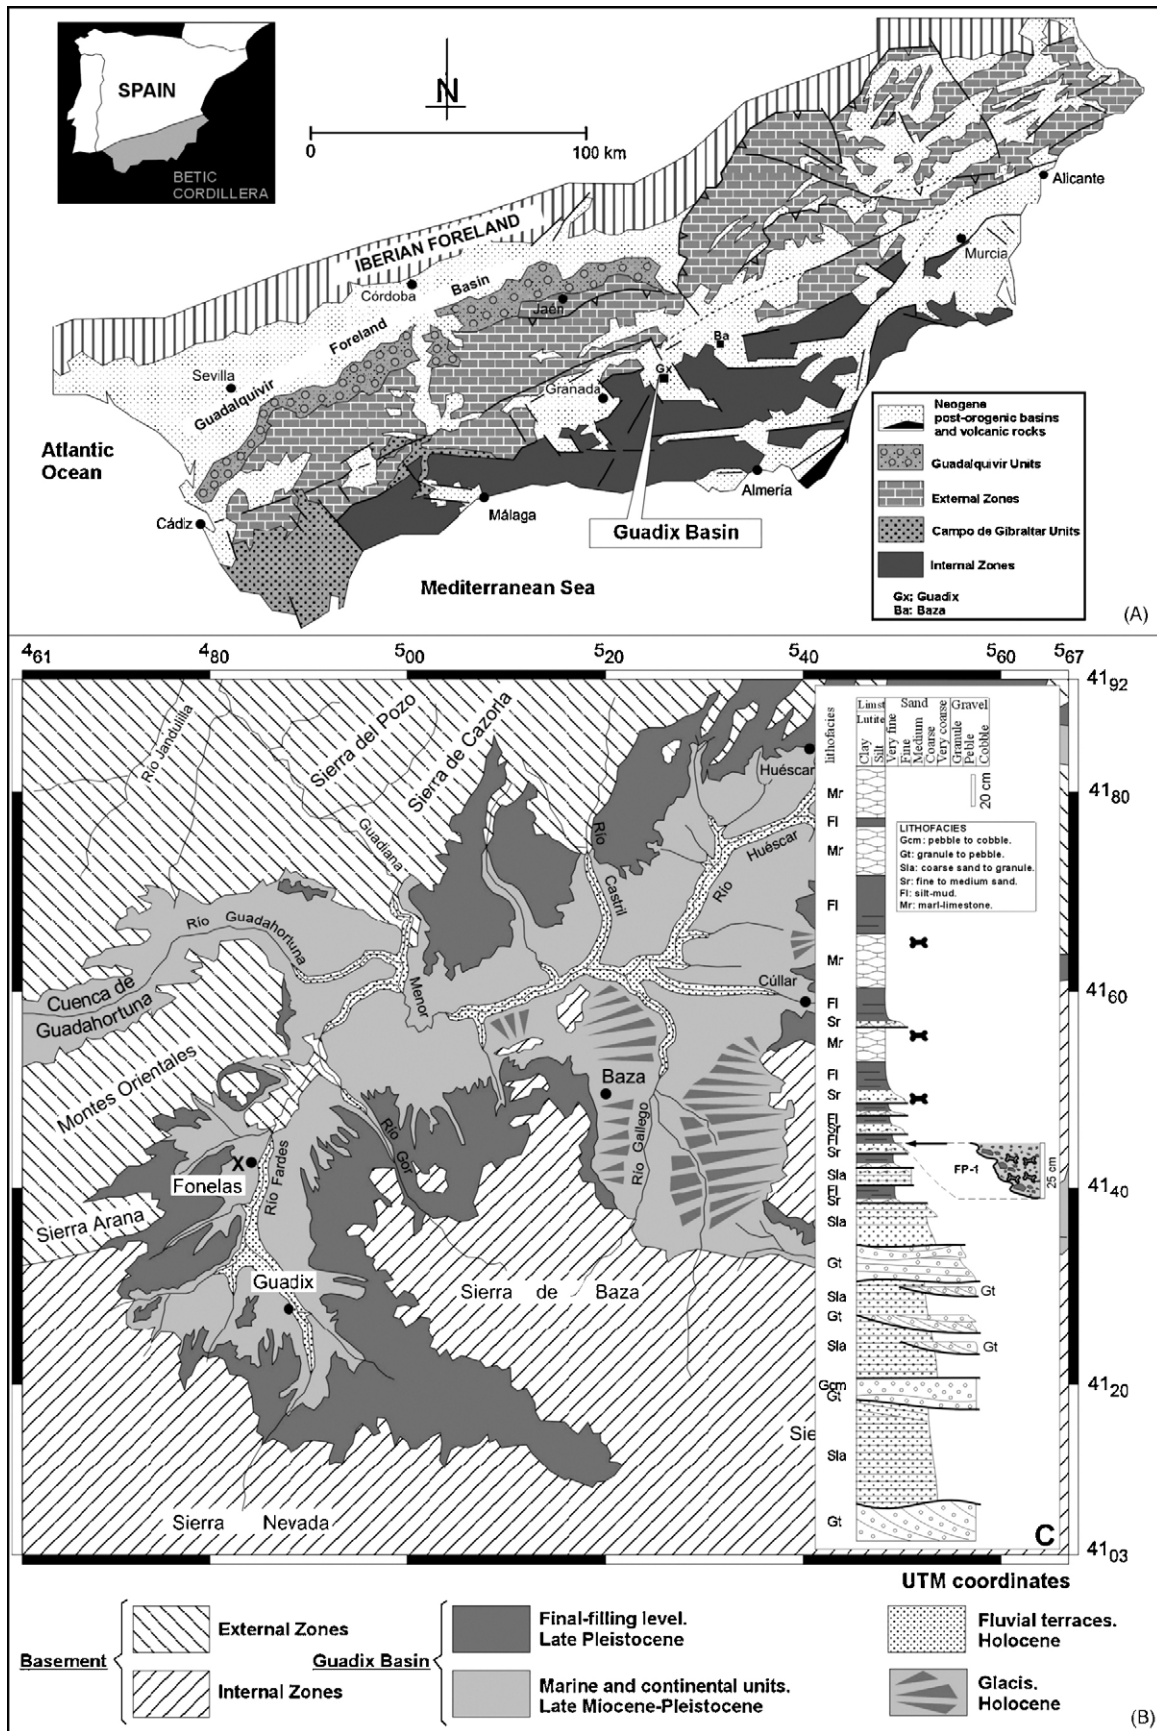 SPAIN
BETIC
CORDILLERA
N
0
100 km
IBERIAN FORELAND
Guadalquivir Foreland Basin
Córdoba
Jaén
Sevilla
Granada
Gx
Ba
Alicante
Murcia
Atlantic
Ocean
Cádiz
Málaga
Almería
Guadix Basin
Mediterranean Sea
Neogene
post-orogenic basins
and volcanic rocks
Guadalquivir Units
External Zones
Campo de Gibraltar Units
Internal Zones
Gx: Guadix
Ba: Baza
(A)
461
480
500
520
540
560
567
4192
4180
4160
4140
4120
4103
Río Jandulilla
Sierra del Pozo
Sierra de Cazorla
Guadiana
Menor
Río Guadahortuna
Cuenca de
Guadahortuna
Montes Orientales
Río Castril
Río Huéscar
Huéscar
Cúllar
Baza
Río Gallego
Río Gor
Río Fardes
X
Fonelas
Sierra Arana
Guadix
Sierra de Baza
Sierra Nevada
Sie
lithofacies
Limst
Lutite
Sand
Gravel
Clay
Silt
Very fine
Fine
Medium
Coarse
Very coarse
Granule
Peble
Cobble
20 cm
LITHOFACIES
Gcm: pebble to cobble.
Gt: granule to pebble.
Sla: coarse sand to granule.
Sr: fine to medium sand.
Fl: silt-mud.
Mr: marl-limestone.
Mr
Fl
Mr
Fl
Mr
Fl
Sr
Mr
Fl
Sr
Fl
Sr
Fl
Sr
Sla
Fl
Sr
Sla
Gt
Sla
Gt
Gt
Sla
Gt
Gcm
Gt
Sla
Gt
FP-1
25 cm
C
UTM coordinates
Basement
External Zones
Internal Zones
Guadix Basin
Final-filling level.
Late Pleistocene
Marine and continental units.
Late Miocene-Pleistocene
Fluvial terraces.
Holocene
Glacis.
Holocene
(B)